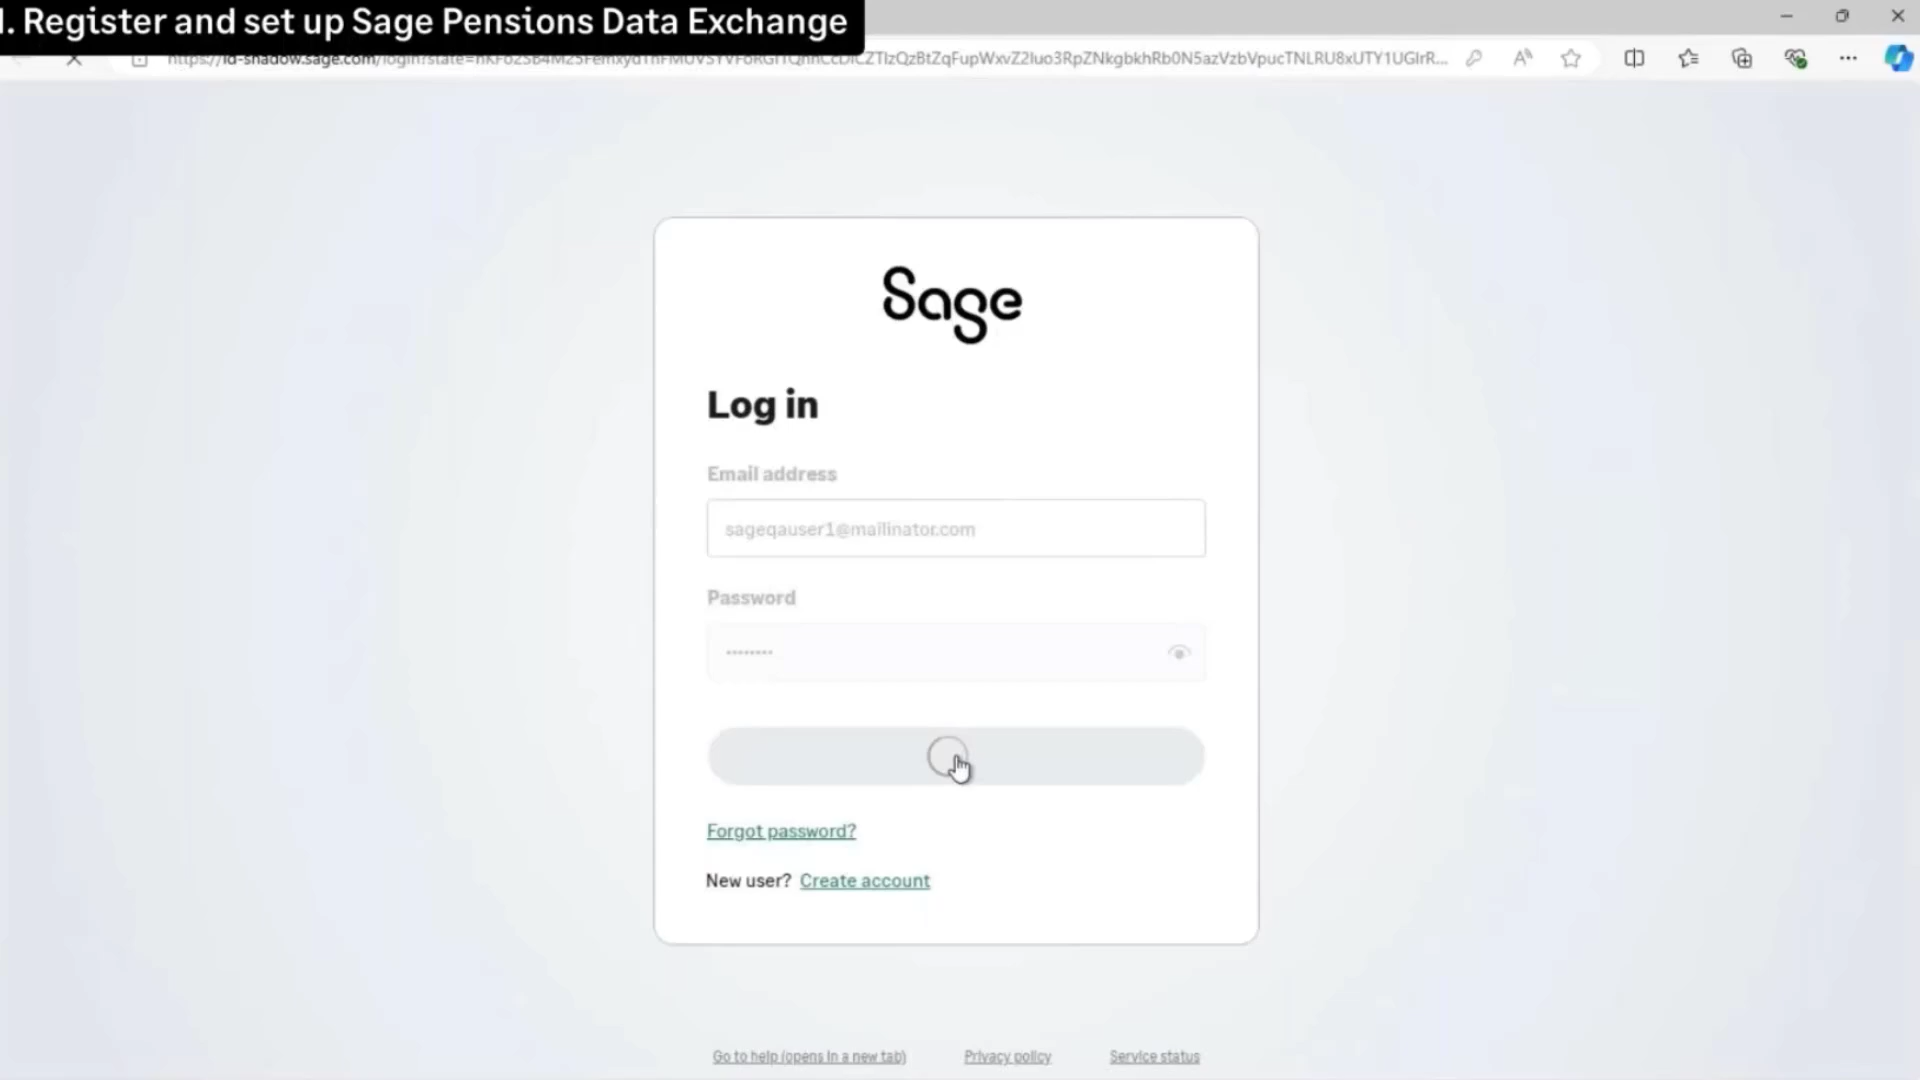 . Register and set up Sage Pensions Data Exchange
Sage
Log in
Email address
sageqauser1@mailinator.com
Password
••••••••
Forgot password?
New user? Create account
Go to help (opens in a new tab) Privacy policy Service status